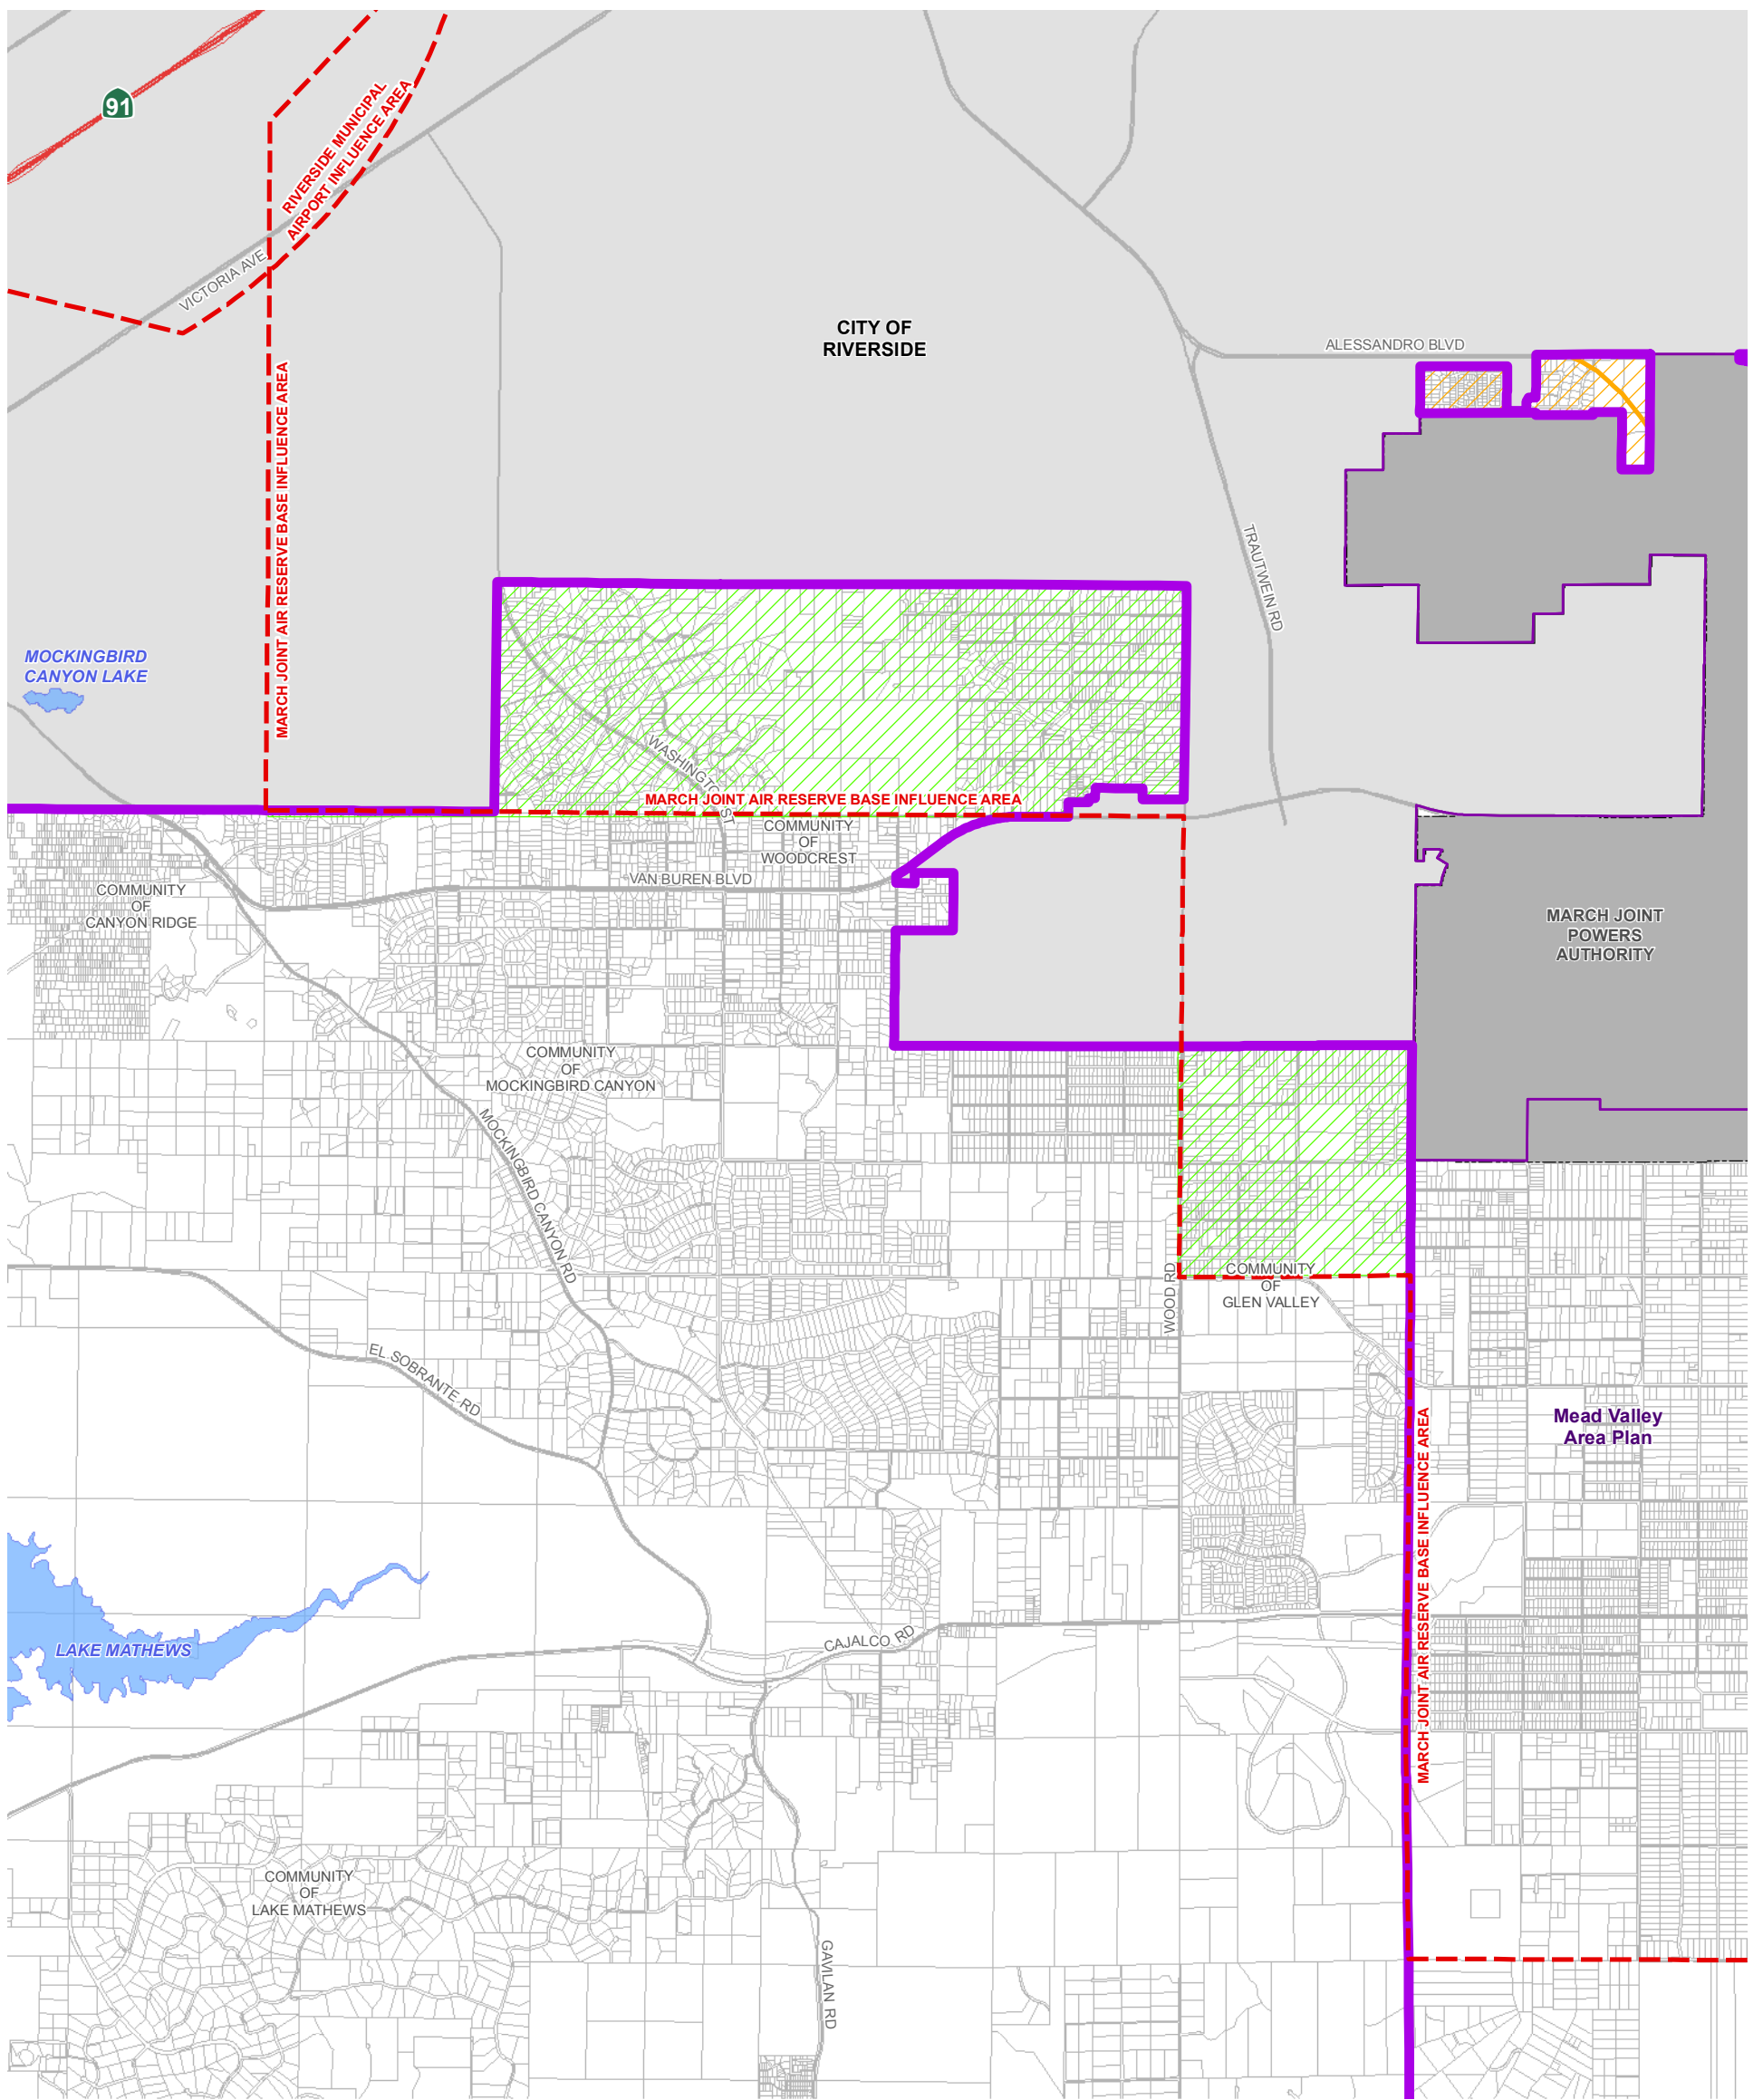 91
RIVERSIDE MUNICIPAL
AIRPORT INFLUENCE AREA
VICTORIA AVE
CITY OF
RIVERSIDE
ALESSANDRO BLVD
MARCH JOINT AIR RESERVE BASE INFLUENCE AREA
TRAUTWEIN RD
MOCKINGBIRD
CANYON LAKE
WASHINGTON ST
MARCH JOINT AIR RESERVE BASE INFLUENCE AREA
COMMUNITY
OF
WOODCREST
VAN BUREN BLVD
COMMUNITY
OF
CANYON RIDGE
MARCH JOINT
POWERS
AUTHORITY
COMMUNITY
OF
MOCKINGBIRD CANYON
MOCKINGBIRD CANYON RD
WOOD RD
COMMUNITY
OF
GLEN VALLEY
EL SOBRANTE RD
Mead Valley
Area Plan
MARCH JOINT AIR RESERVE BASE INFLUENCE AREA
CAJALCO RD
LAKE MATHEWS
COMMUNITY
OF
LAKE MATHEWS
GAVILAN RD